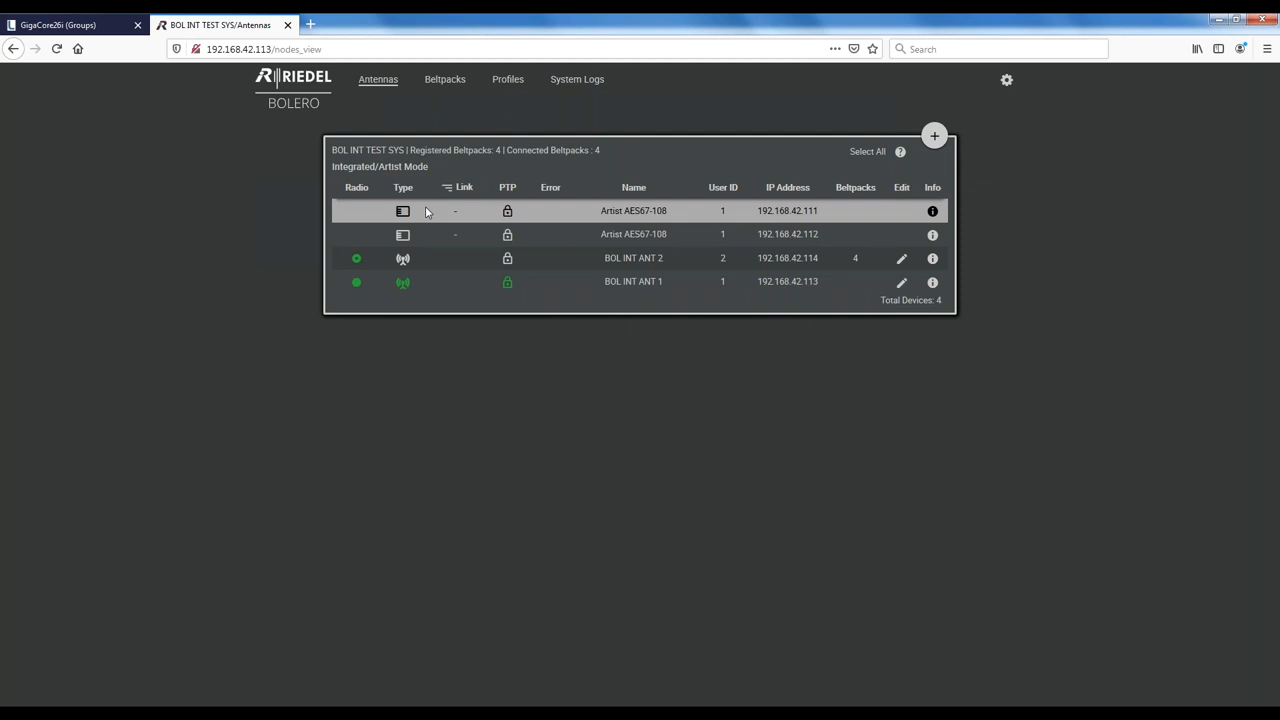 GigaCore26i (Groups)
BOL INT TEST SYS/Antennas
192.168.42.113/nodes_view
Search
RIEDEL
BOLERO
Antennas Beltpacks Profiles System Logs
BOL INT TEST SYS | Registered Beltpacks: 4 | Connected Beltpacks : 4
Select All
Integrated/Artist Mode
Radio Type Link PTP Error Name User ID IP Address Beltpacks Edit Info
- Artist AES67-108 1 192.168.42.111
- Artist AES67-108 1 192.168.42.112
BOL INT ANT 2 2 192.168.42.114 4
BOL INT ANT 1 1 192.168.42.113
Total Devices: 4